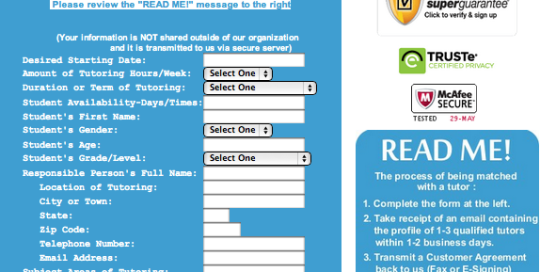 Please review the "READ ME!" message to the right
(Your information is NOT shared outside of our organization
and it is transmitted to us via secure server)
Desired Starting Date:
Amount of Tutoring Hours/Week: Select One
Duration or Term of Tutoring: Select One
Student Availability-Days/Times:
Student's First Name:
Student's Gender: Select One
Student's Age:
Student's Grade/Level: Select One
Responsible Person's Full Name:
Location of Tutoring:
City or Town:
State:
Zip Code:
Telephone Number:
Email Address:
Subject Areas of Tutoring:
superguarantee
Click to verify & sign up
TRUSTe
CERTIFIED PRIVACY
McAfee
SECURE
TESTED 29-MAY
READ ME!
The process of being matched
with a tutor :
1. Complete the form at the left.
2. Take receipt of an email containing
the profile of 1-3 qualified tutors
within 1-2 business days.
3. Transmit a Customer Agreement
back to us (Fax or E-Signing)